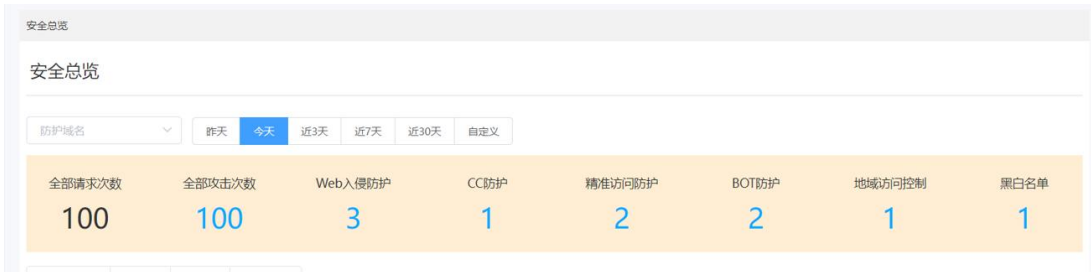 安全总览
安全总览
防护域名 昨天 今天 近3天 近7天 近30天 自定义
全部请求次数 全部攻击次数 Web入侵防护 CC防护 精准访问防护 BOT防护 地域访问控制 黑白名单
100 100 3 1 2 2 1 1